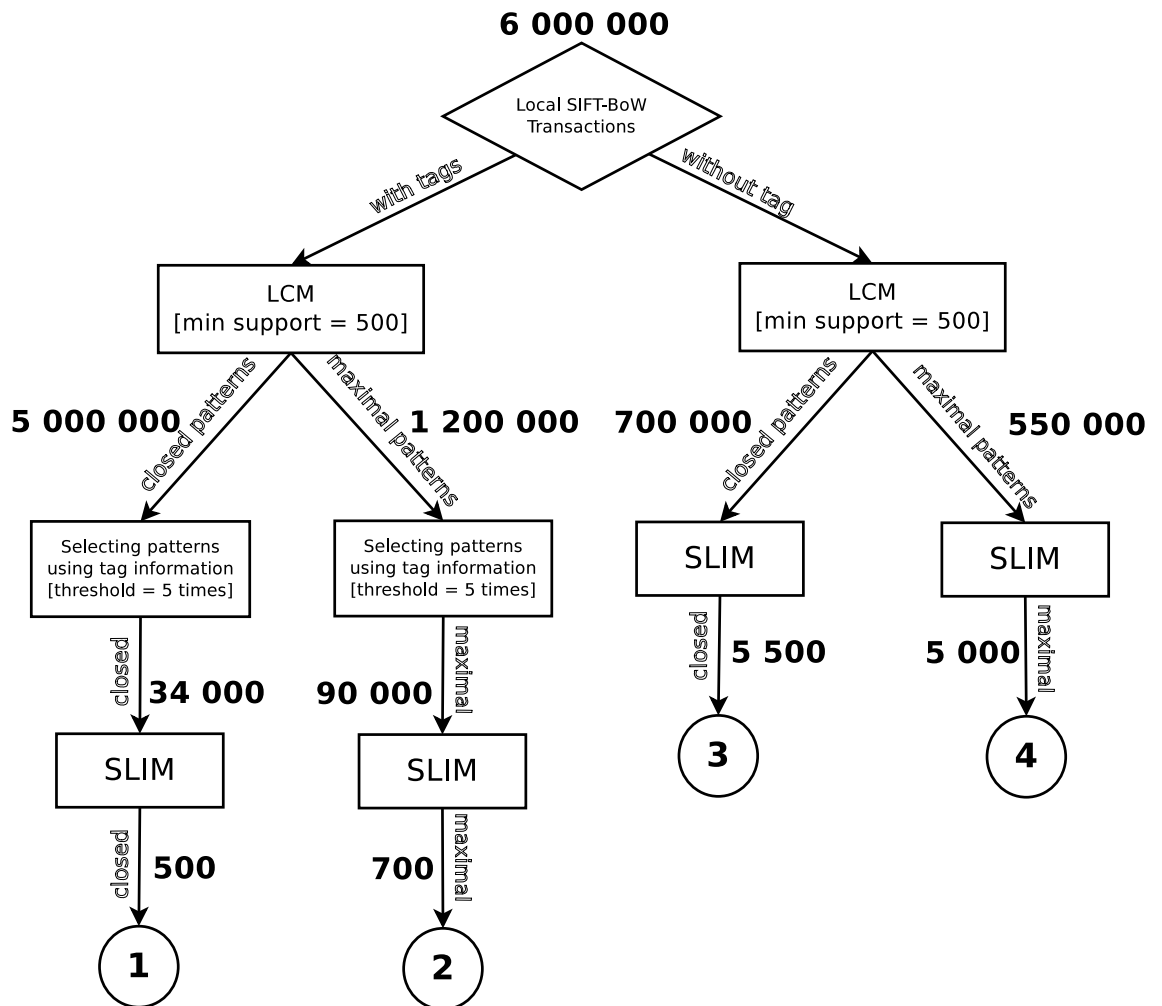 6 000 000
Local SIFT-BoW
Transactions
with tags
without tag
LCM
[min support = 500]
LCM
[min support = 500]
5 000 000
closed patterns
maximal patterns
1 200 000
700 000
closed patterns
maximal patterns
550 000
Selecting patterns
using tag information
[threshold = 5 times]
Selecting patterns
using tag information
[threshold = 5 times]
SLIM
SLIM
closed
34 000
90 000
maximal
closed
5 500
5 000
maximal
SLIM
SLIM
3
4
closed
500
700
maximal
1
2